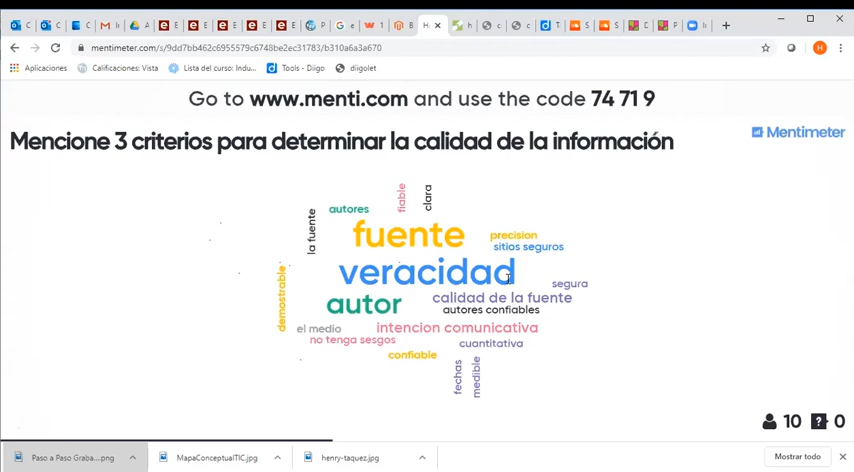 mentimeter.com/s/9dd7bb462c6955579c6748be2ec31783/b310a6a3a670
Aplicaciones
Calificaciones: Vista
Lista del curso: Indu...
Tools - Diigo
diigolet
Go to www.menti.com and use the code 74 71 9
Mencione 3 criterios para determinar la calidad de la información
Mentimeter
fiable
clara
autores
la fuente
fuente
precision
sitios seguros
veracidad
demostrable
segura
calidad de la fuente
autor
autores confiables
el medio
intencion comunicativa
no tenga sesgos
cuantitativa
confiable
fechas
medible
10
0
Paso a Paso Graba....png
MapaConceptualTIC.jpg
henry-taquez.jpg
Mostrar todo